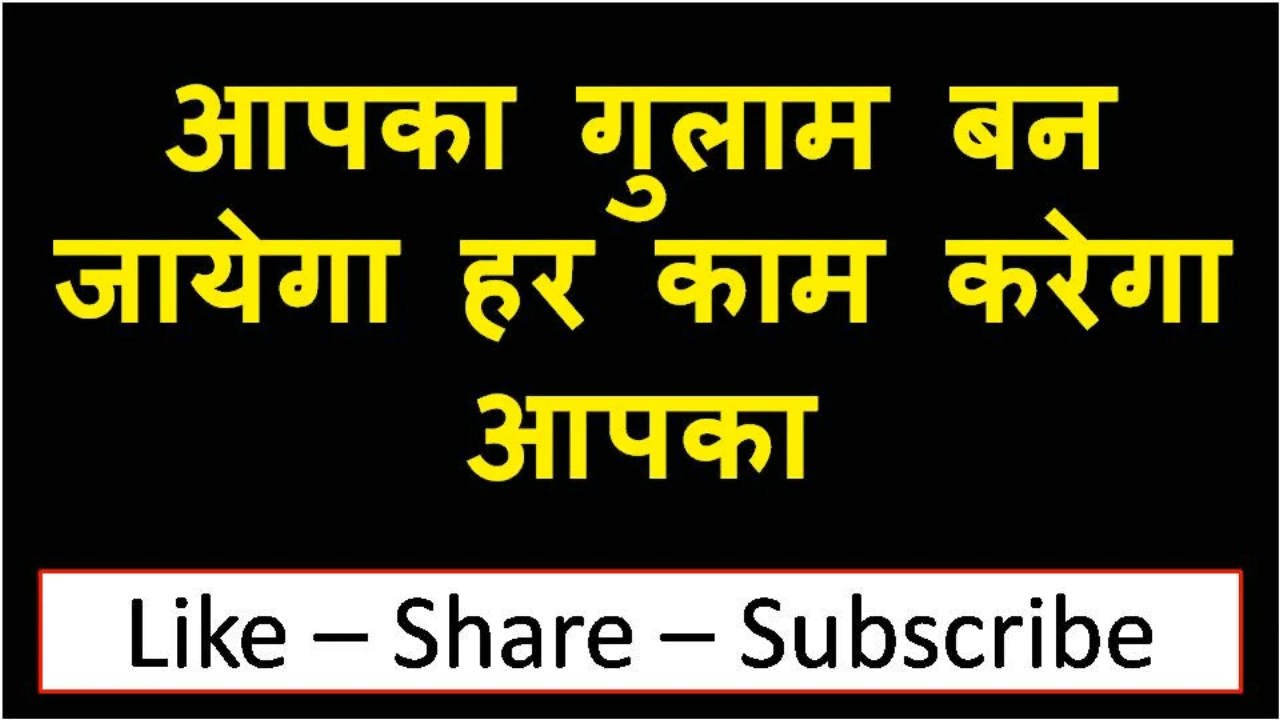 आपका गुलाम बन
जायेगा हर काम करेगा
आपका
Like – Share – Subscribe